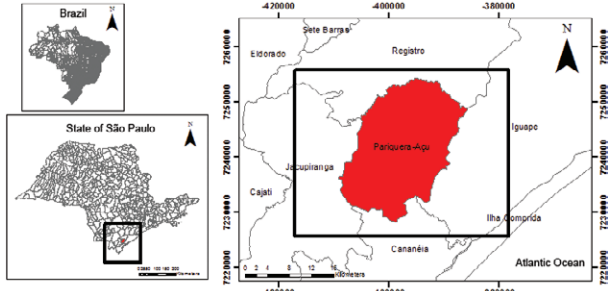 Brazil
N
State of São Paulo
N
Kilometers
420000
400000
380000
N
Sete Barras
Eldorado
Registro
Iguape
Pariquera-Açu
Jacupiranga
Cajati
Ilha Comprida
Cananéia
Atlantic Ocean
0 2 4 8 12 16
Kilometers
7260000
7250000
7240000
7230000
7220000